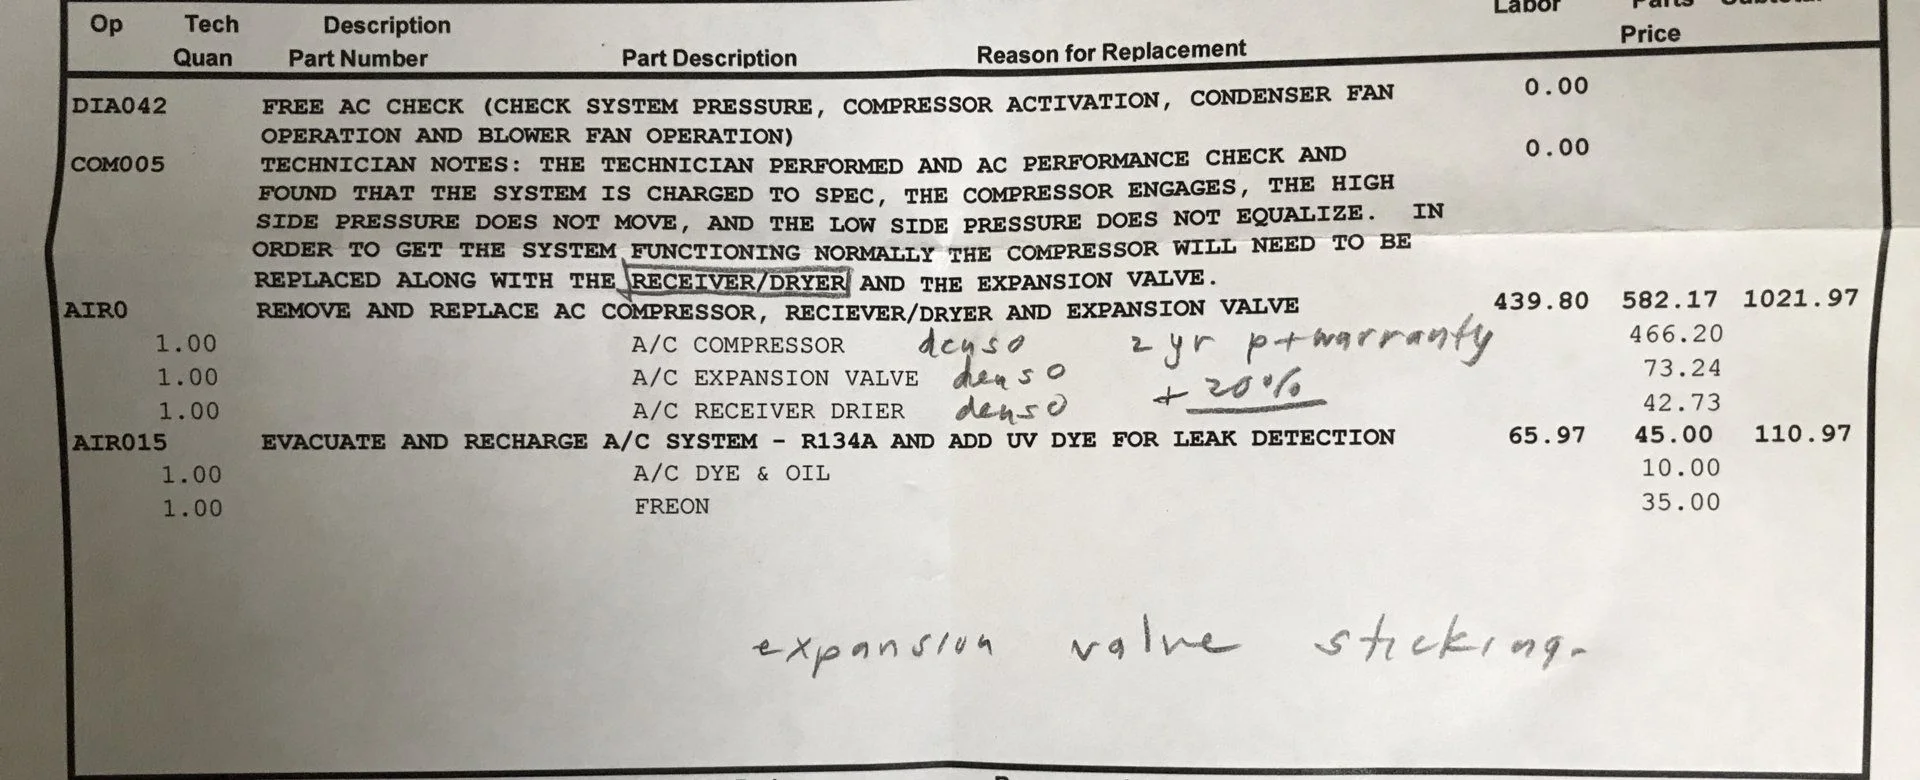 Op Tech Description Labor Parts Subtotal
Quan Part Number Part Description Reason for Replacement Price
DIA042 FREE AC CHECK (CHECK SYSTEM PRESSURE, COMPRESSOR ACTIVATION, CONDENSER FAN 0.00
OPERATION AND BLOWER FAN OPERATION)
COM005 TECHNICIAN NOTES: THE TECHNICIAN PERFORMED AND AC PERFORMANCE CHECK AND 0.00
FOUND THAT THE SYSTEM IS CHARGED TO SPEC, THE COMPRESSOR ENGAGES, THE HIGH
SIDE PRESSURE DOES NOT MOVE, AND THE LOW SIDE PRESSURE DOES NOT EQUALIZE. IN
ORDER TO GET THE SYSTEM FUNCTIONING NORMALLY THE COMPRESSOR WILL NEED TO BE
REPLACED ALONG WITH THE RECEIVER/DRYER AND THE EXPANSION VALVE.
AIR0 REMOVE AND REPLACE AC COMPRESSOR, RECIEVER/DRYER AND EXPANSION VALVE 439.80 582.17 1021.97
1.00 A/C COMPRESSOR denso 2 yr p+warranty 466.20
1.00 A/C EXPANSION VALVE denso + 20% 73.24
1.00 A/C RECEIVER DRIER denso 42.73
AIR015 EVACUATE AND RECHARGE A/C SYSTEM - R134A AND ADD UV DYE FOR LEAK DETECTION 65.97 45.00 110.97
1.00 A/C DYE & OIL 10.00
1.00 FREON 35.00
expansion valve sticking.